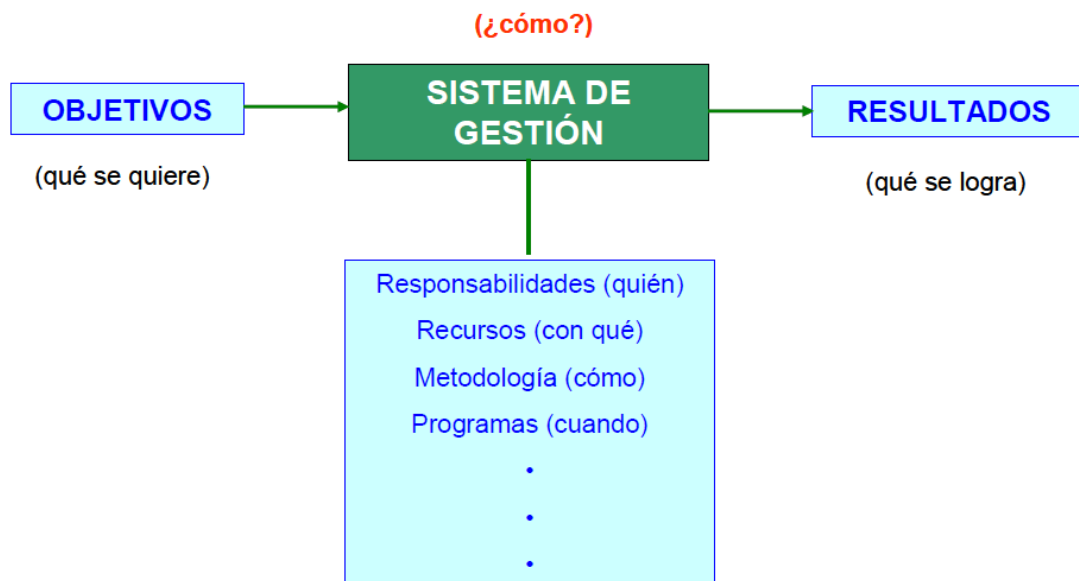 (¿cómo?)
OBJETIVOS
(qué se quiere)
SISTEMA DE
GESTIÓN
RESULTADOS
(qué se logra)
Responsabilidades (quién)
Recursos (con qué)
Metodología (cómo)
Programas (cuando)
•
•
•